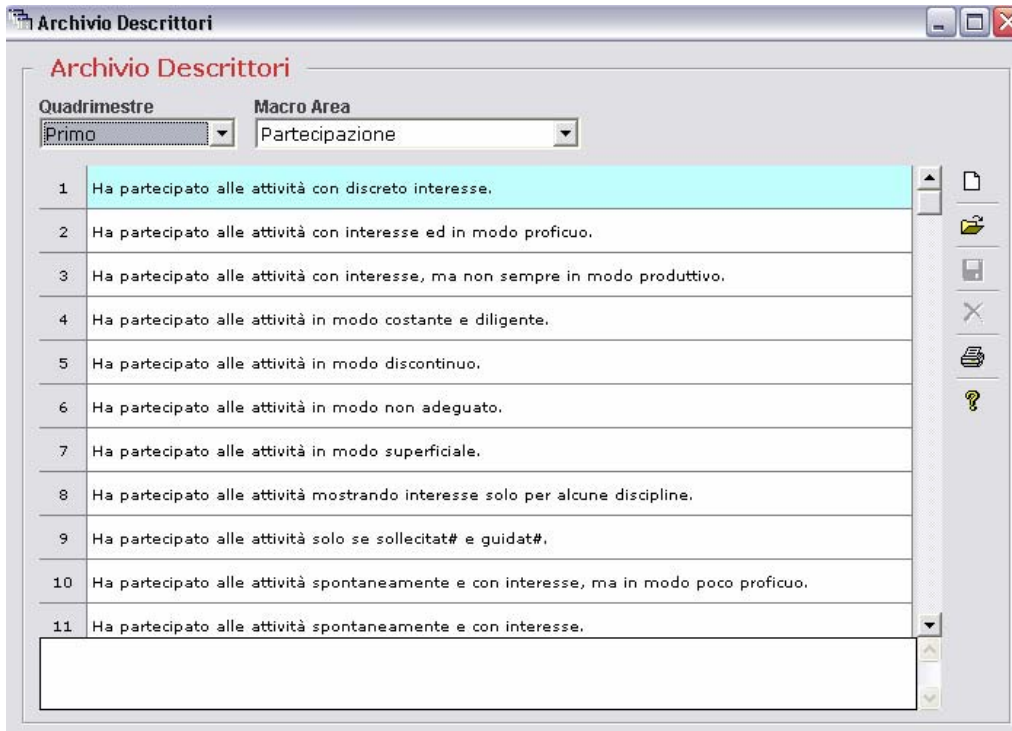 Archivio Descrittori
Archivio Descrittori
Quadrimestre Macro Area
Primo Partecipazione
1 Ha partecipato alle attività con discreto interesse.
2 Ha partecipato alle attività con interesse ed in modo proficuo.
3 Ha partecipato alle attività con interesse, ma non sempre in modo produttivo.
4 Ha partecipato alle attività in modo costante e diligente.
5 Ha partecipato alle attività in modo discontinuo.
6 Ha partecipato alle attività in modo non adeguato.
7 Ha partecipato alle attività in modo superficiale.
8 Ha partecipato alle attività mostrando interesse solo per alcune discipline.
9 Ha partecipato alle attività solo se sollecitat# e guidat#.
10 Ha partecipato alle attività spontaneamente e con interesse, ma in modo poco proficuo.
11 Ha partecipato alle attività spontaneamente e con interesse.